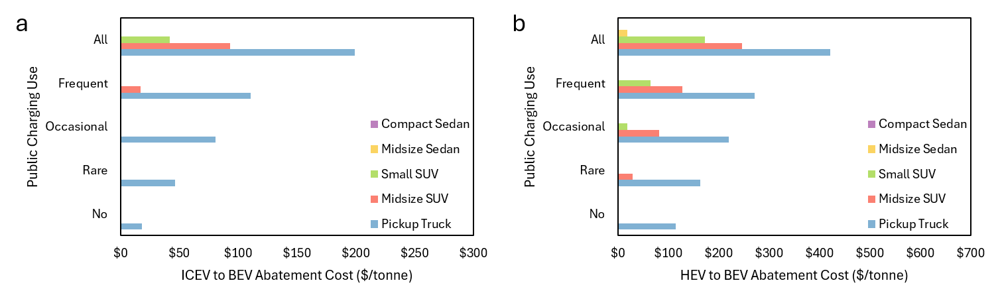 a
Public Charging Use
All
Frequent
Occasional
Rare
No
Compact Sedan
Midsize Sedan
Small SUV
Midsize SUV
Pickup Truck
$0 $50 $100 $150 $200 $250 $300
ICEV to BEV Abatement Cost ($/tonne)
b
Public Charging Use
All
Frequent
Occasional
Rare
No
Compact Sedan
Midsize Sedan
Small SUV
Midsize SUV
Pickup Truck
$0 $100 $200 $300 $400 $500 $600 $700
HEV to BEV Abatement Cost ($/tonne)